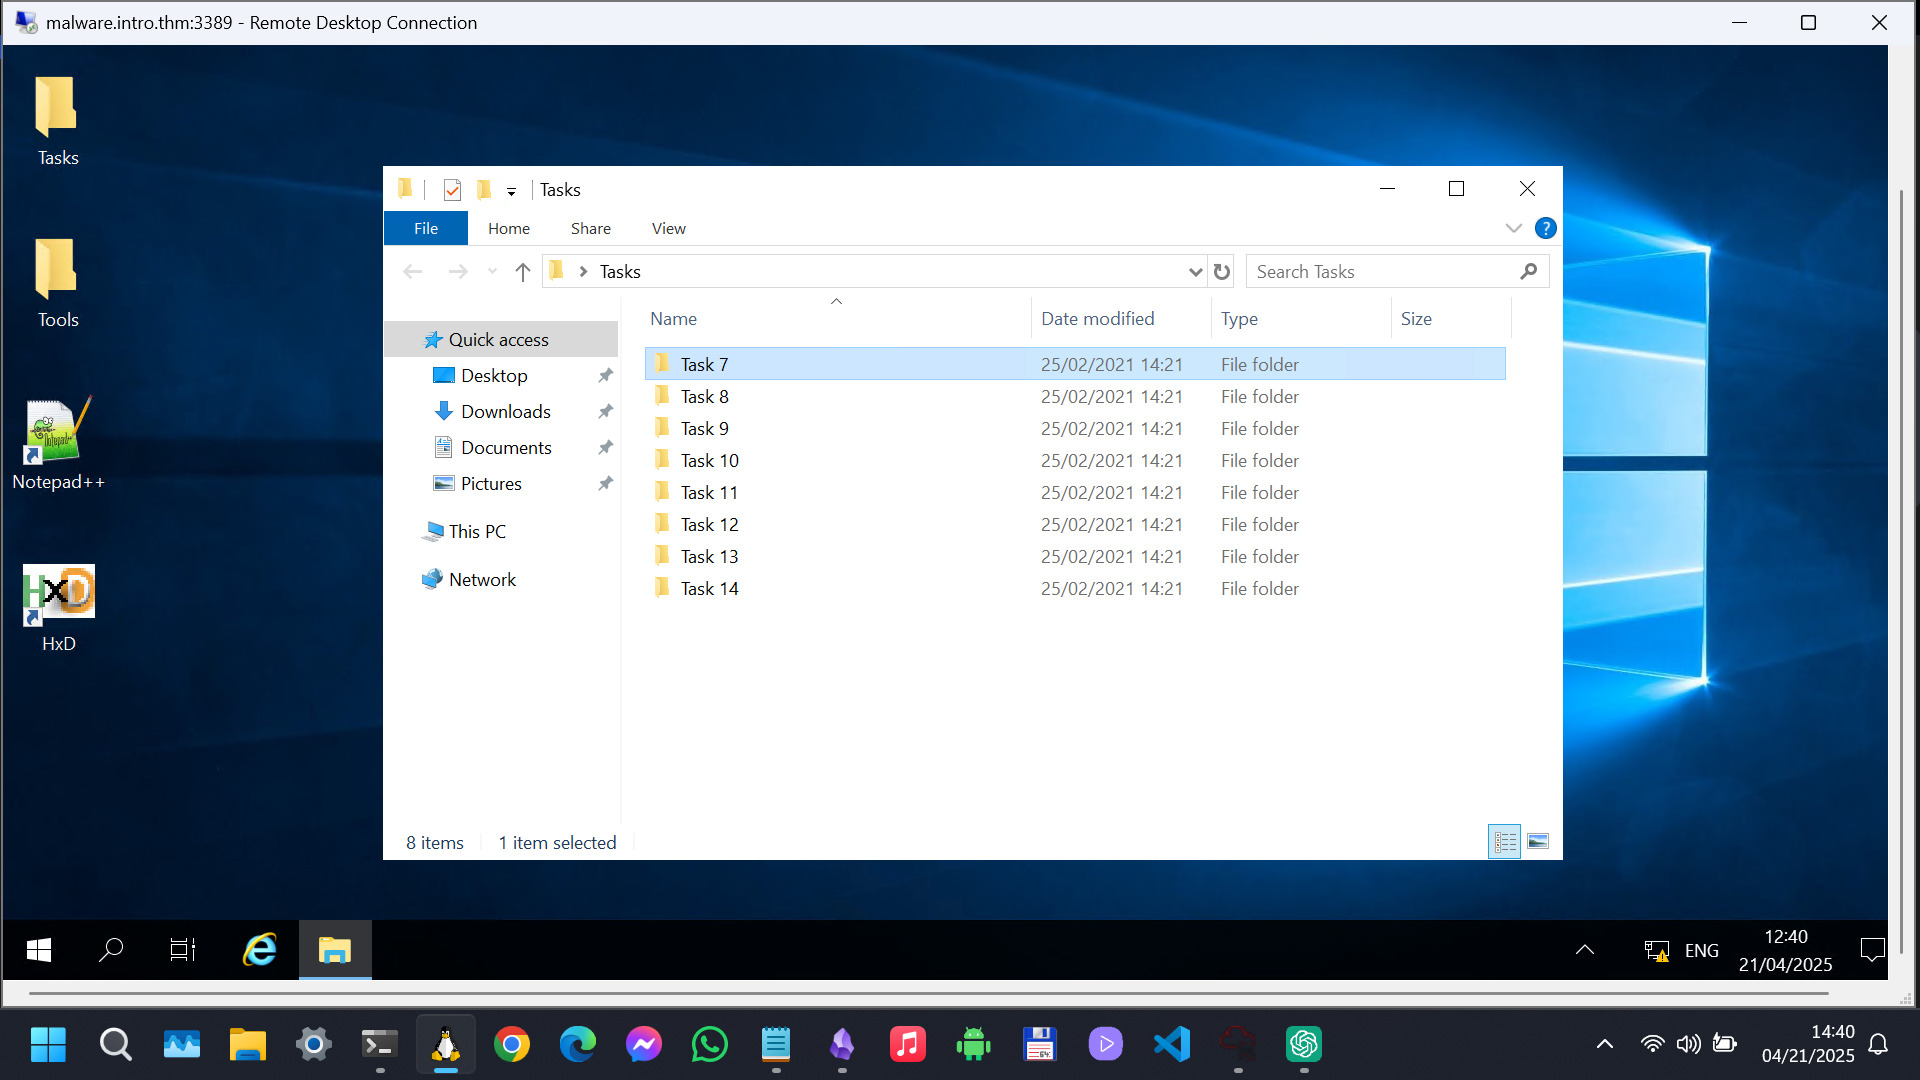 malware.intro.thm:3389 - Remote Desktop Connection
Tasks
Tools
Notepad++
HxD
Tasks
File Home Share View
Tasks
Search Tasks
Quick access
Desktop
Downloads
Documents
Pictures
This PC
Network
Name Date modified Type Size
Task 7 25/02/2021 14:21 File folder
Task 8 25/02/2021 14:21 File folder
Task 9 25/02/2021 14:21 File folder
Task 10 25/02/2021 14:21 File folder
Task 11 25/02/2021 14:21 File folder
Task 12 25/02/2021 14:21 File folder
Task 13 25/02/2021 14:21 File folder
Task 14 25/02/2021 14:21 File folder
8 items 1 item selected
ENG
12:40
21/04/2025
14:40
04/21/2025